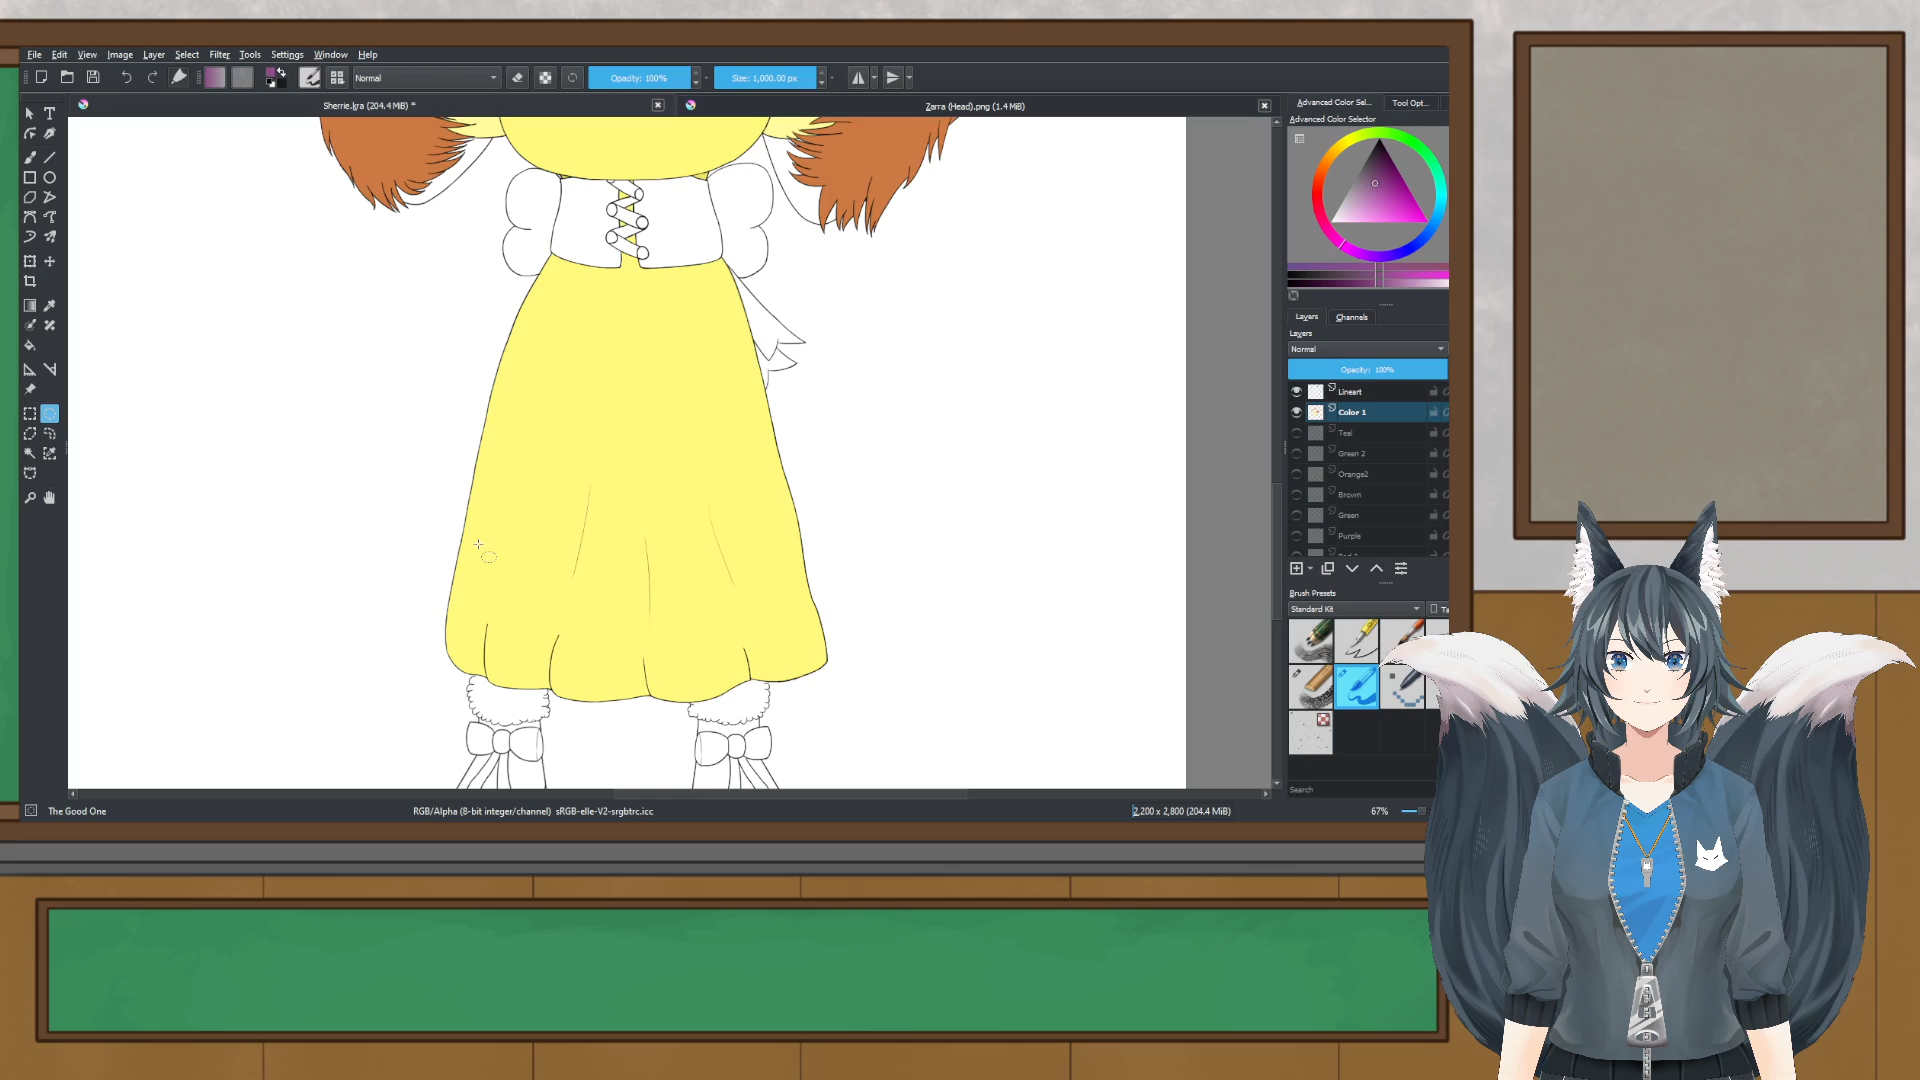 File Edit View Image Layer Select Filter Tools Settings Window Help
Normal
Opacity: 100%
Size: 1,000.00 px
Sherrie.kra (204.4 MiB) *
Zarra (Head).png (1.4 MiB)
Advanced Color Sel...
Tool Opt...
Advanced Color Selector
Layers
Channels
Layers
Normal
Opacity: 100%
Lineart
Color 1
Teal
Green 2
Orange2
Brown
Green
Purple
Brush Presets
Standard Kit
Ta
Search
The Good One
RGB/Alpha (8-bit integer/channel) sRGB-elle-V2-srgbtrc.icc
2,200 x 2,800 (204.4 MiB)
67%